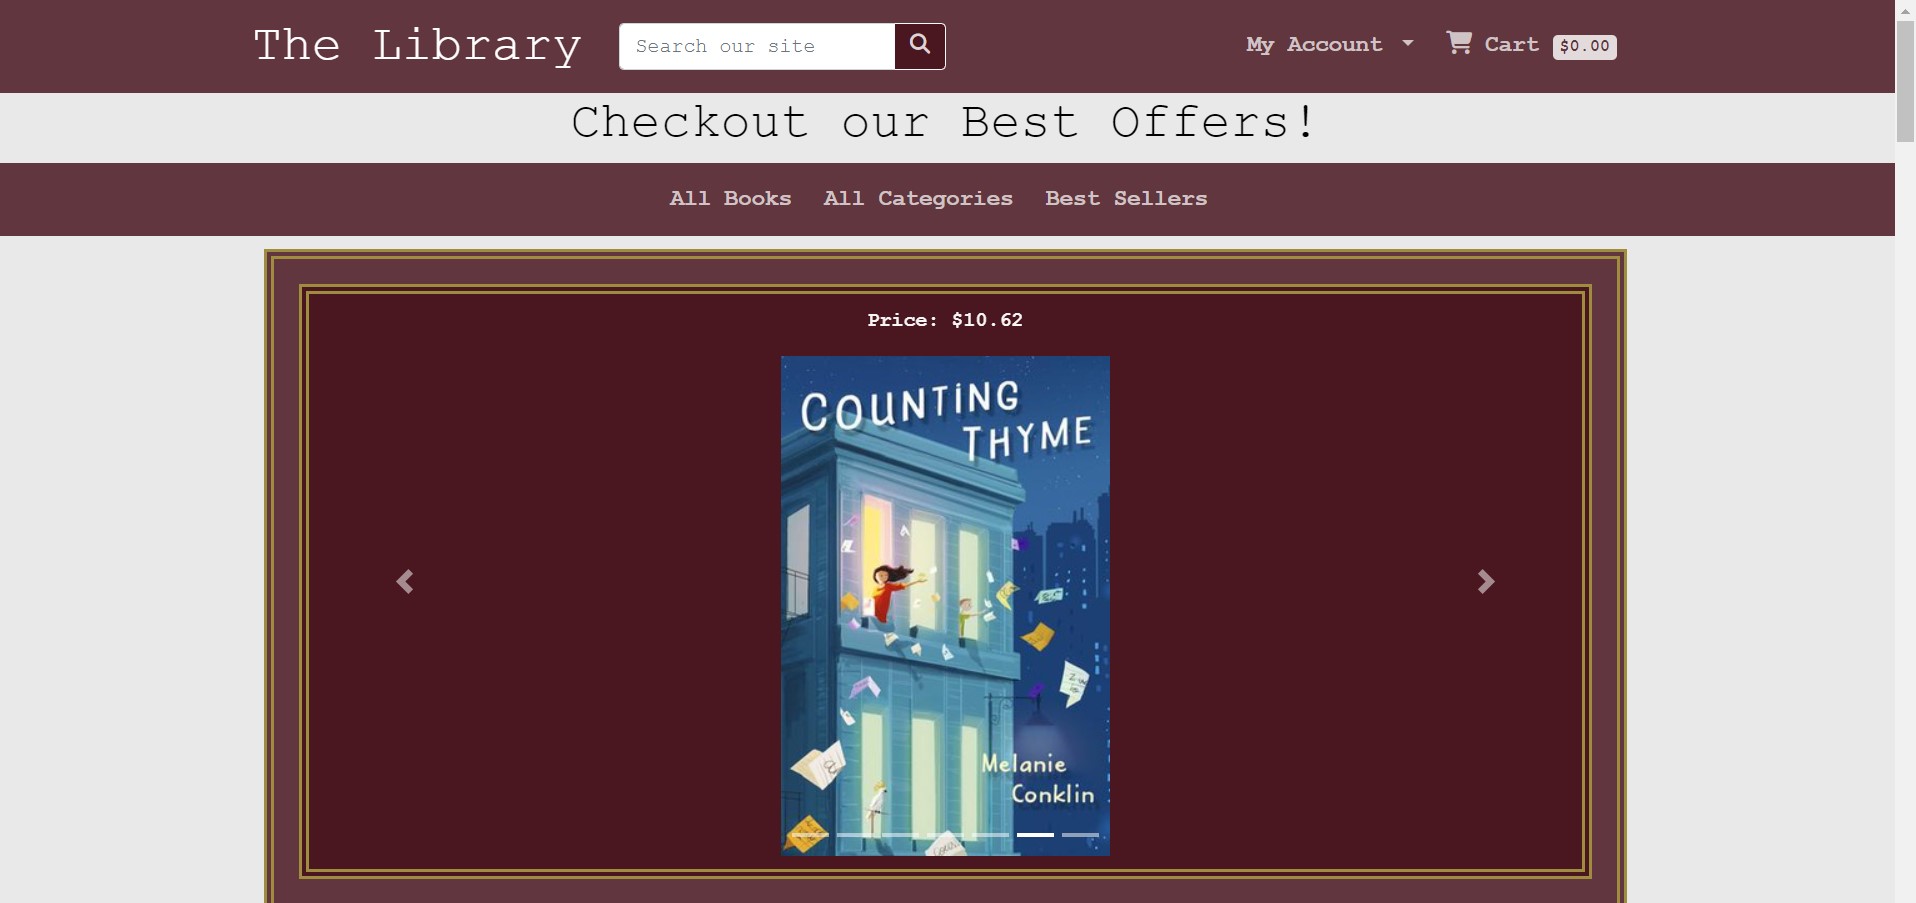 The Library
Search our site
My Account
Cart $0.00
Checkout our Best Offers!
All Books All Categories Best Sellers
Price: $10.62
COUNTING
THYME
Melanie
Conklin